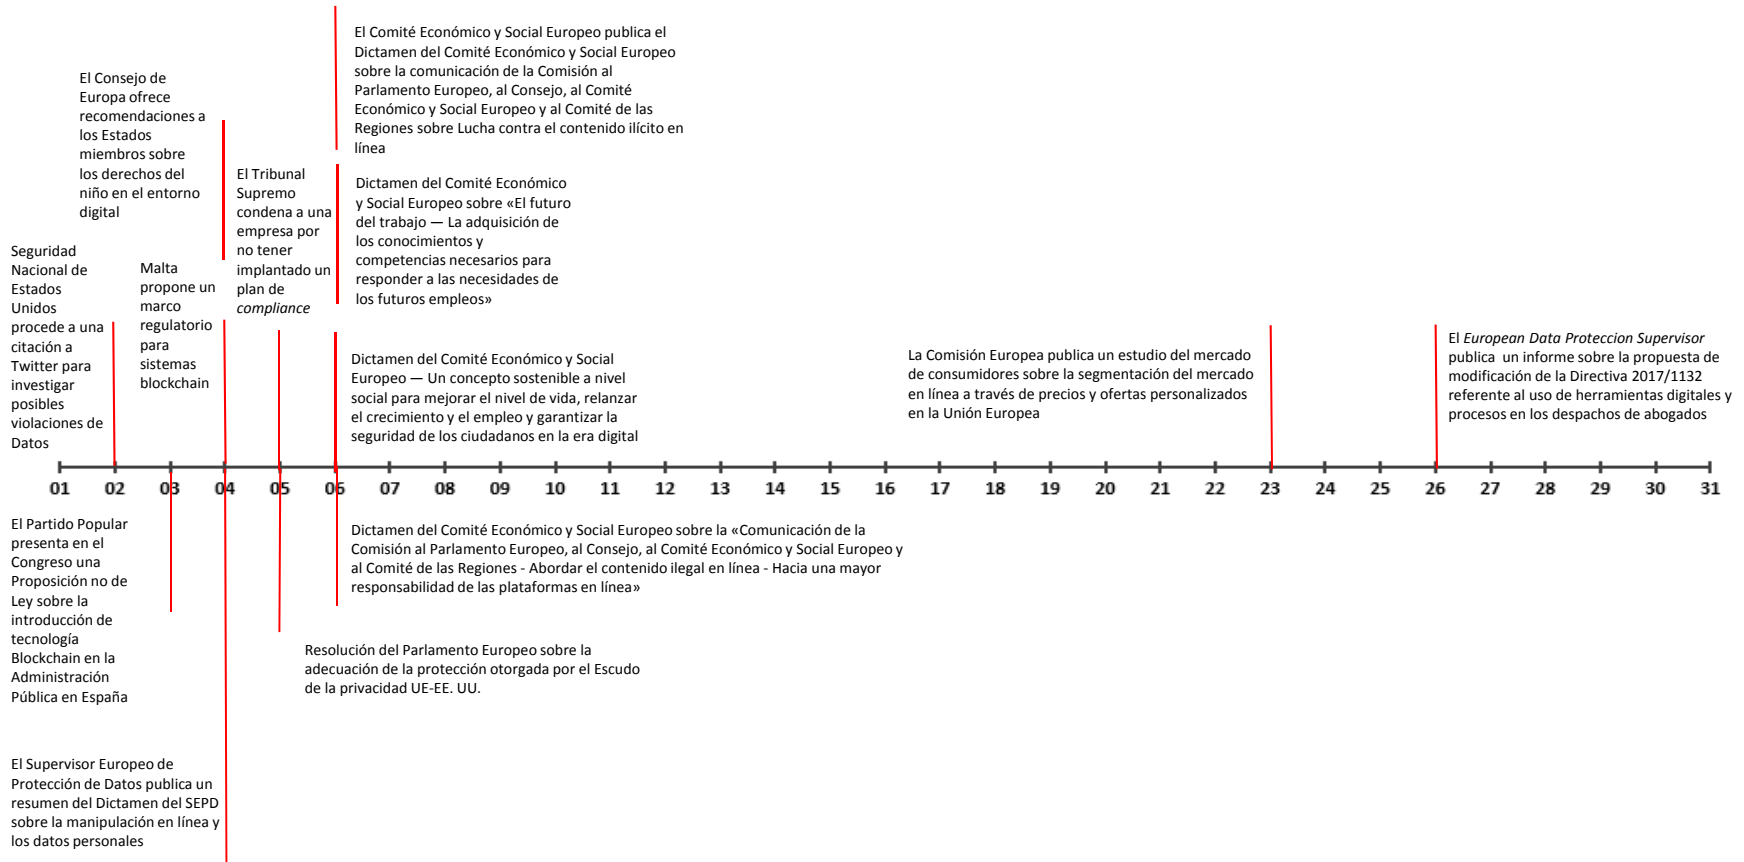 El Comité Económico y Social Europeo publica el
Dictamen del Comité Económico y Social Europeo
sobre la comunicación de la Comisión al
Parlamento Europeo, al Consejo, al Comité
Económico y Social Europeo y al Comité de las
Regiones sobre Lucha contra el contenido ilícito en
línea
El Consejo de
Europa ofrece
recomendaciones a
los Estados
miembros sobre
los derechos del
niño en el entorno
digital
El Tribunal
Supremo
condena a una
empresa por
no tener
implantado un
plan de
compliance
Dictamen del Comité Económico
y Social Europeo sobre «El futuro
del trabajo — La adquisición de
los conocimientos y
competencias necesarios para
responder a las necesidades de
los futuros empleos»
Seguridad
Nacional de
Estados
Unidos
procede a una
citación a
Twitter para
investigar
posibles
violaciones de
Datos
Malta
propone un
marco
regulatorio
para
sistemas
blockchain
Dictamen del Comité Económico y Social
Europeo — Un concepto sostenible a nivel
social para mejorar el nivel de vida, relanzar
el crecimiento y el empleo y garantizar la
seguridad de los ciudadanos en la era digital
La Comisión Europea publica un estudio del mercado
de consumidores sobre la segmentación del mercado
en línea a través de precios y ofertas personalizados
en la Unión Europea
El European Data Proteccion Supervisor
publica un informe sobre la propuesta de
modificación de la Directiva 2017/1132
referente al uso de herramientas digitales y
procesos en los despachos de abogados
01 02 03 04 05 06 07 08 09 10 11 12 13 14 15 16 17 18 19 20 21 22 23 24 25 26 27 28 29 30 31
El Partido Popular
presenta en el
Congreso una
Proposición no de
Ley sobre la
introducción de
tecnología
Blockchain en la
Administración
Pública en España
Dictamen del Comité Económico y Social Europeo sobre la «Comunicación de la
Comisión al Parlamento Europeo, al Consejo, al Comité Económico y Social Europeo y
al Comité de las Regiones - Abordar el contenido ilegal en línea - Hacia una mayor
responsabilidad de las plataformas en línea»
Resolución del Parlamento Europeo sobre la
adecuación de la protección otorgada por el Escudo
de la privacidad UE-EE. UU.
El Supervisor Europeo de
Protección de Datos publica un
resumen del Dictamen del SEPD
sobre la manipulación en línea y
los datos personales